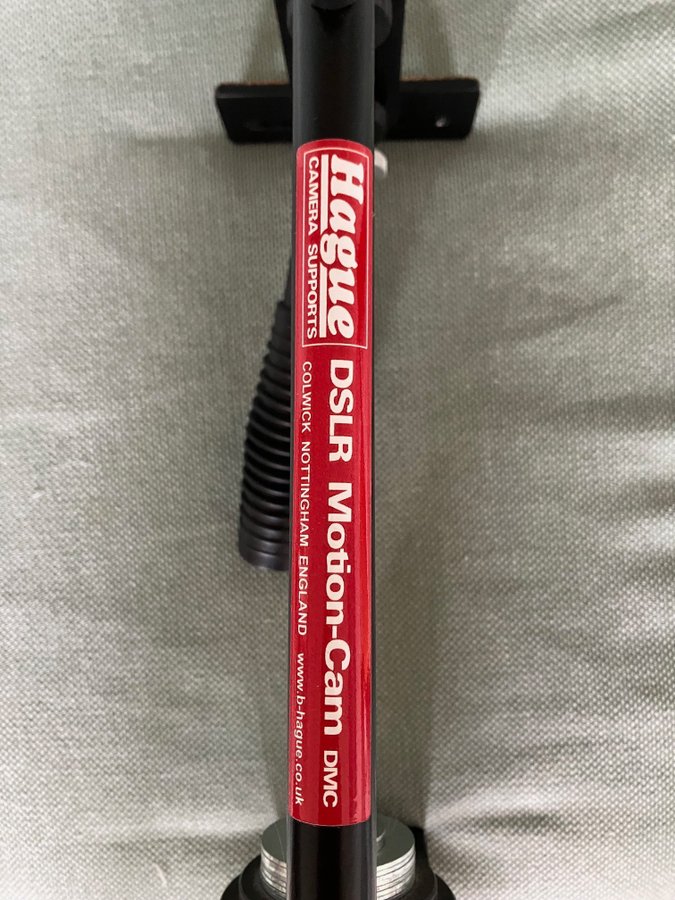 Hague
CAMERA SUPPORTS
DSLR Motion-Cam DMC
COLWICK NOTTINGHAM ENGLAND www.b-hague.co.uk